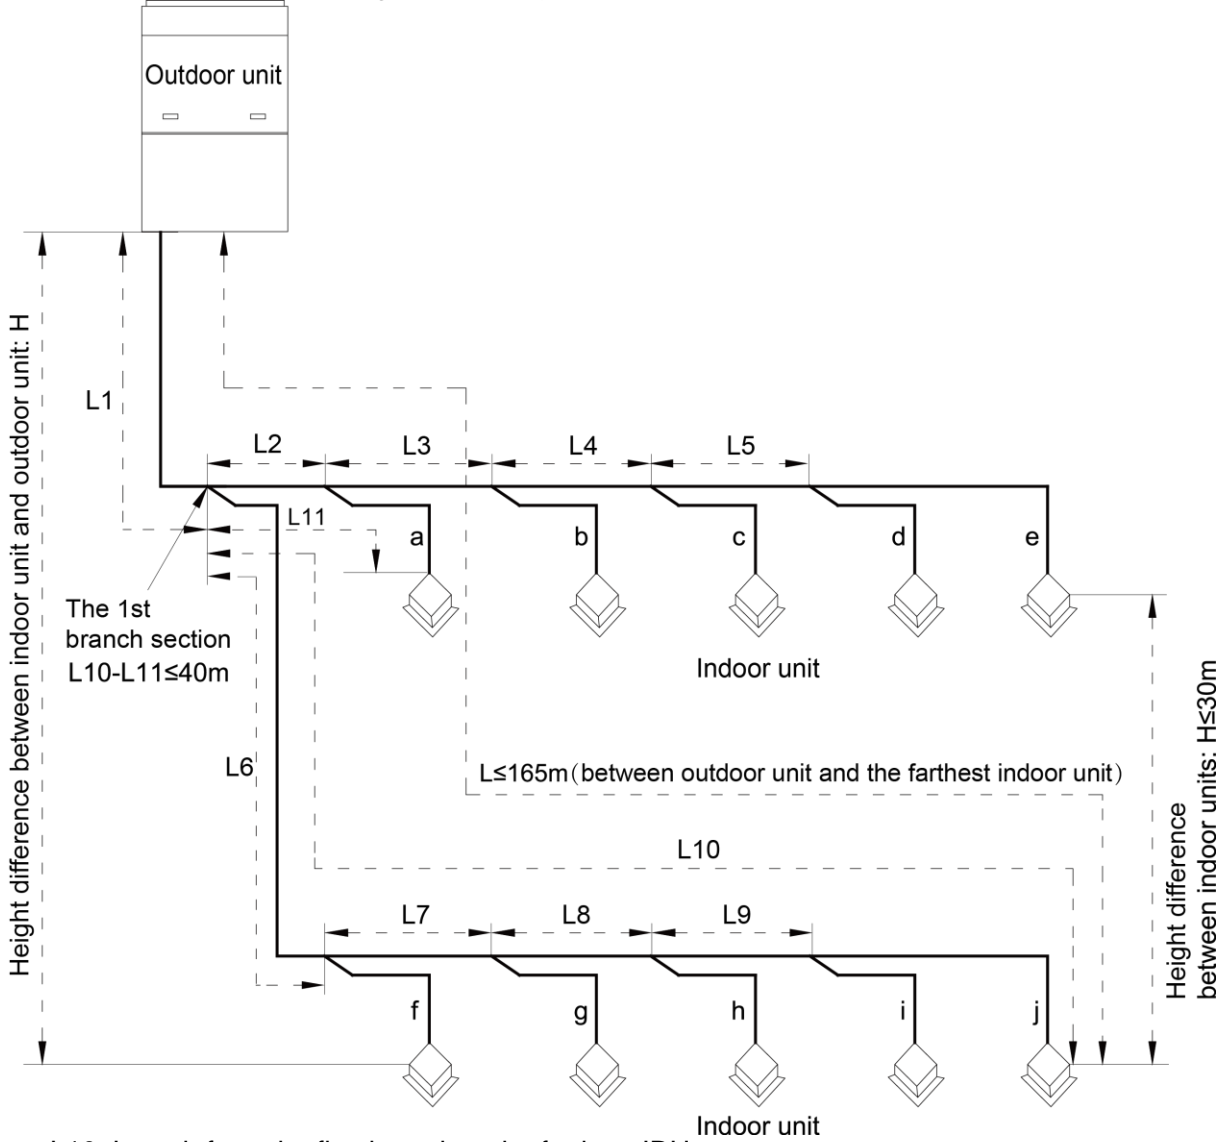 Outdoor unit
Height difference between indoor unit and outdoor unit: H
L1
L2
L3
L4
L5
L11
a
b
c
d
e
The 1st
branch section
L10-L11≤40m
Indoor unit
L6
L≤165m(between outdoor unit and the farthest indoor unit)
L10
Height difference
between indoor units: H≤30m
L7
L8
L9
f
g
h
i
j
Indoor unit